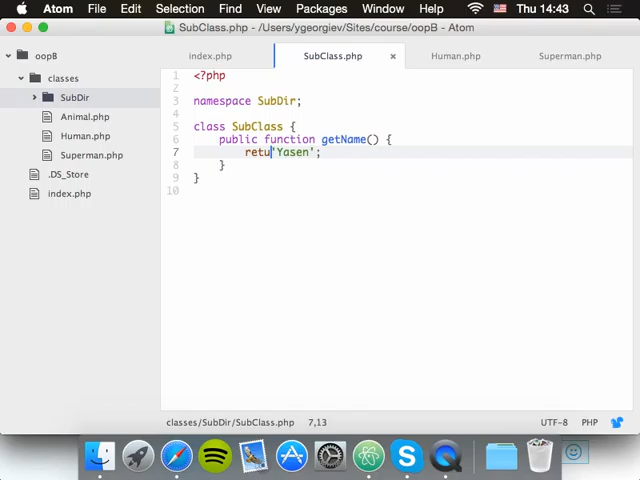 Atom File Edit Selection Find View Packages Window Help Thu 14:43
SubClass.php - /Users/ygeorgiev/Sites/course/oopB - Atom
oopB
classes
SubDir
Animal.php
Human.php
Superman.php
.DS_Store
index.php
index.php SubClass.php × Human.php Superman.php
1 <?php
2
3 namespace SubDir;
4
5 class SubClass {
6 public function getName() {
7 retu'Yasen';
8 }
9 }
10
classes/SubDir/SubClass.php 7,13 UTF-8 PHP